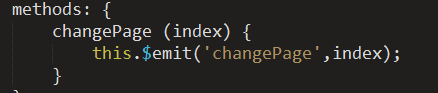 methods: {
changePage (index) {
this.$emit('changePage',index);
}